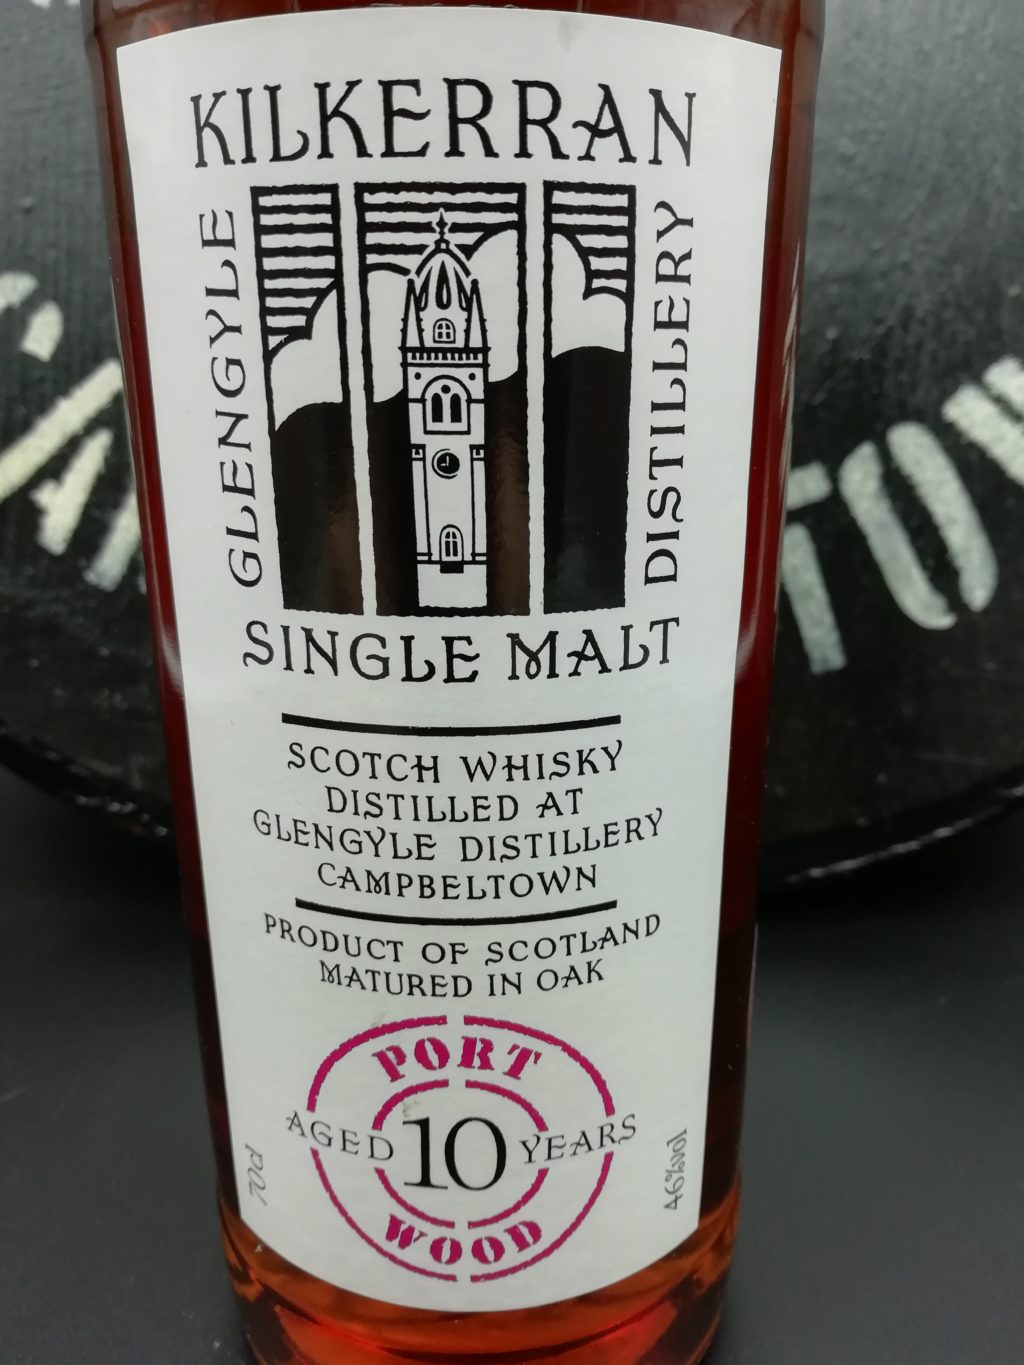 KILKERRAN
GLENGYLE
DISTILLERY
SINGLE MALT
SCOTCH WHISKY
DISTILLED AT
GLENGYLE DISTILLERY
CAMPBELTOWN
PRODUCT OF SCOTLAND
MATURED IN OAK
PORT
AGED 10 YEARS
WOOD
70cl
46%vol